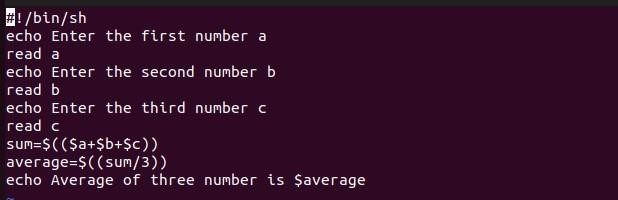 #!/bin/sh
echo Enter the first number a
read a
echo Enter the second number b
read b
echo Enter the third number c
read c
sum=$(($a+$b+$c))
average=$((sum/3))
echo Average of three number is $average
~